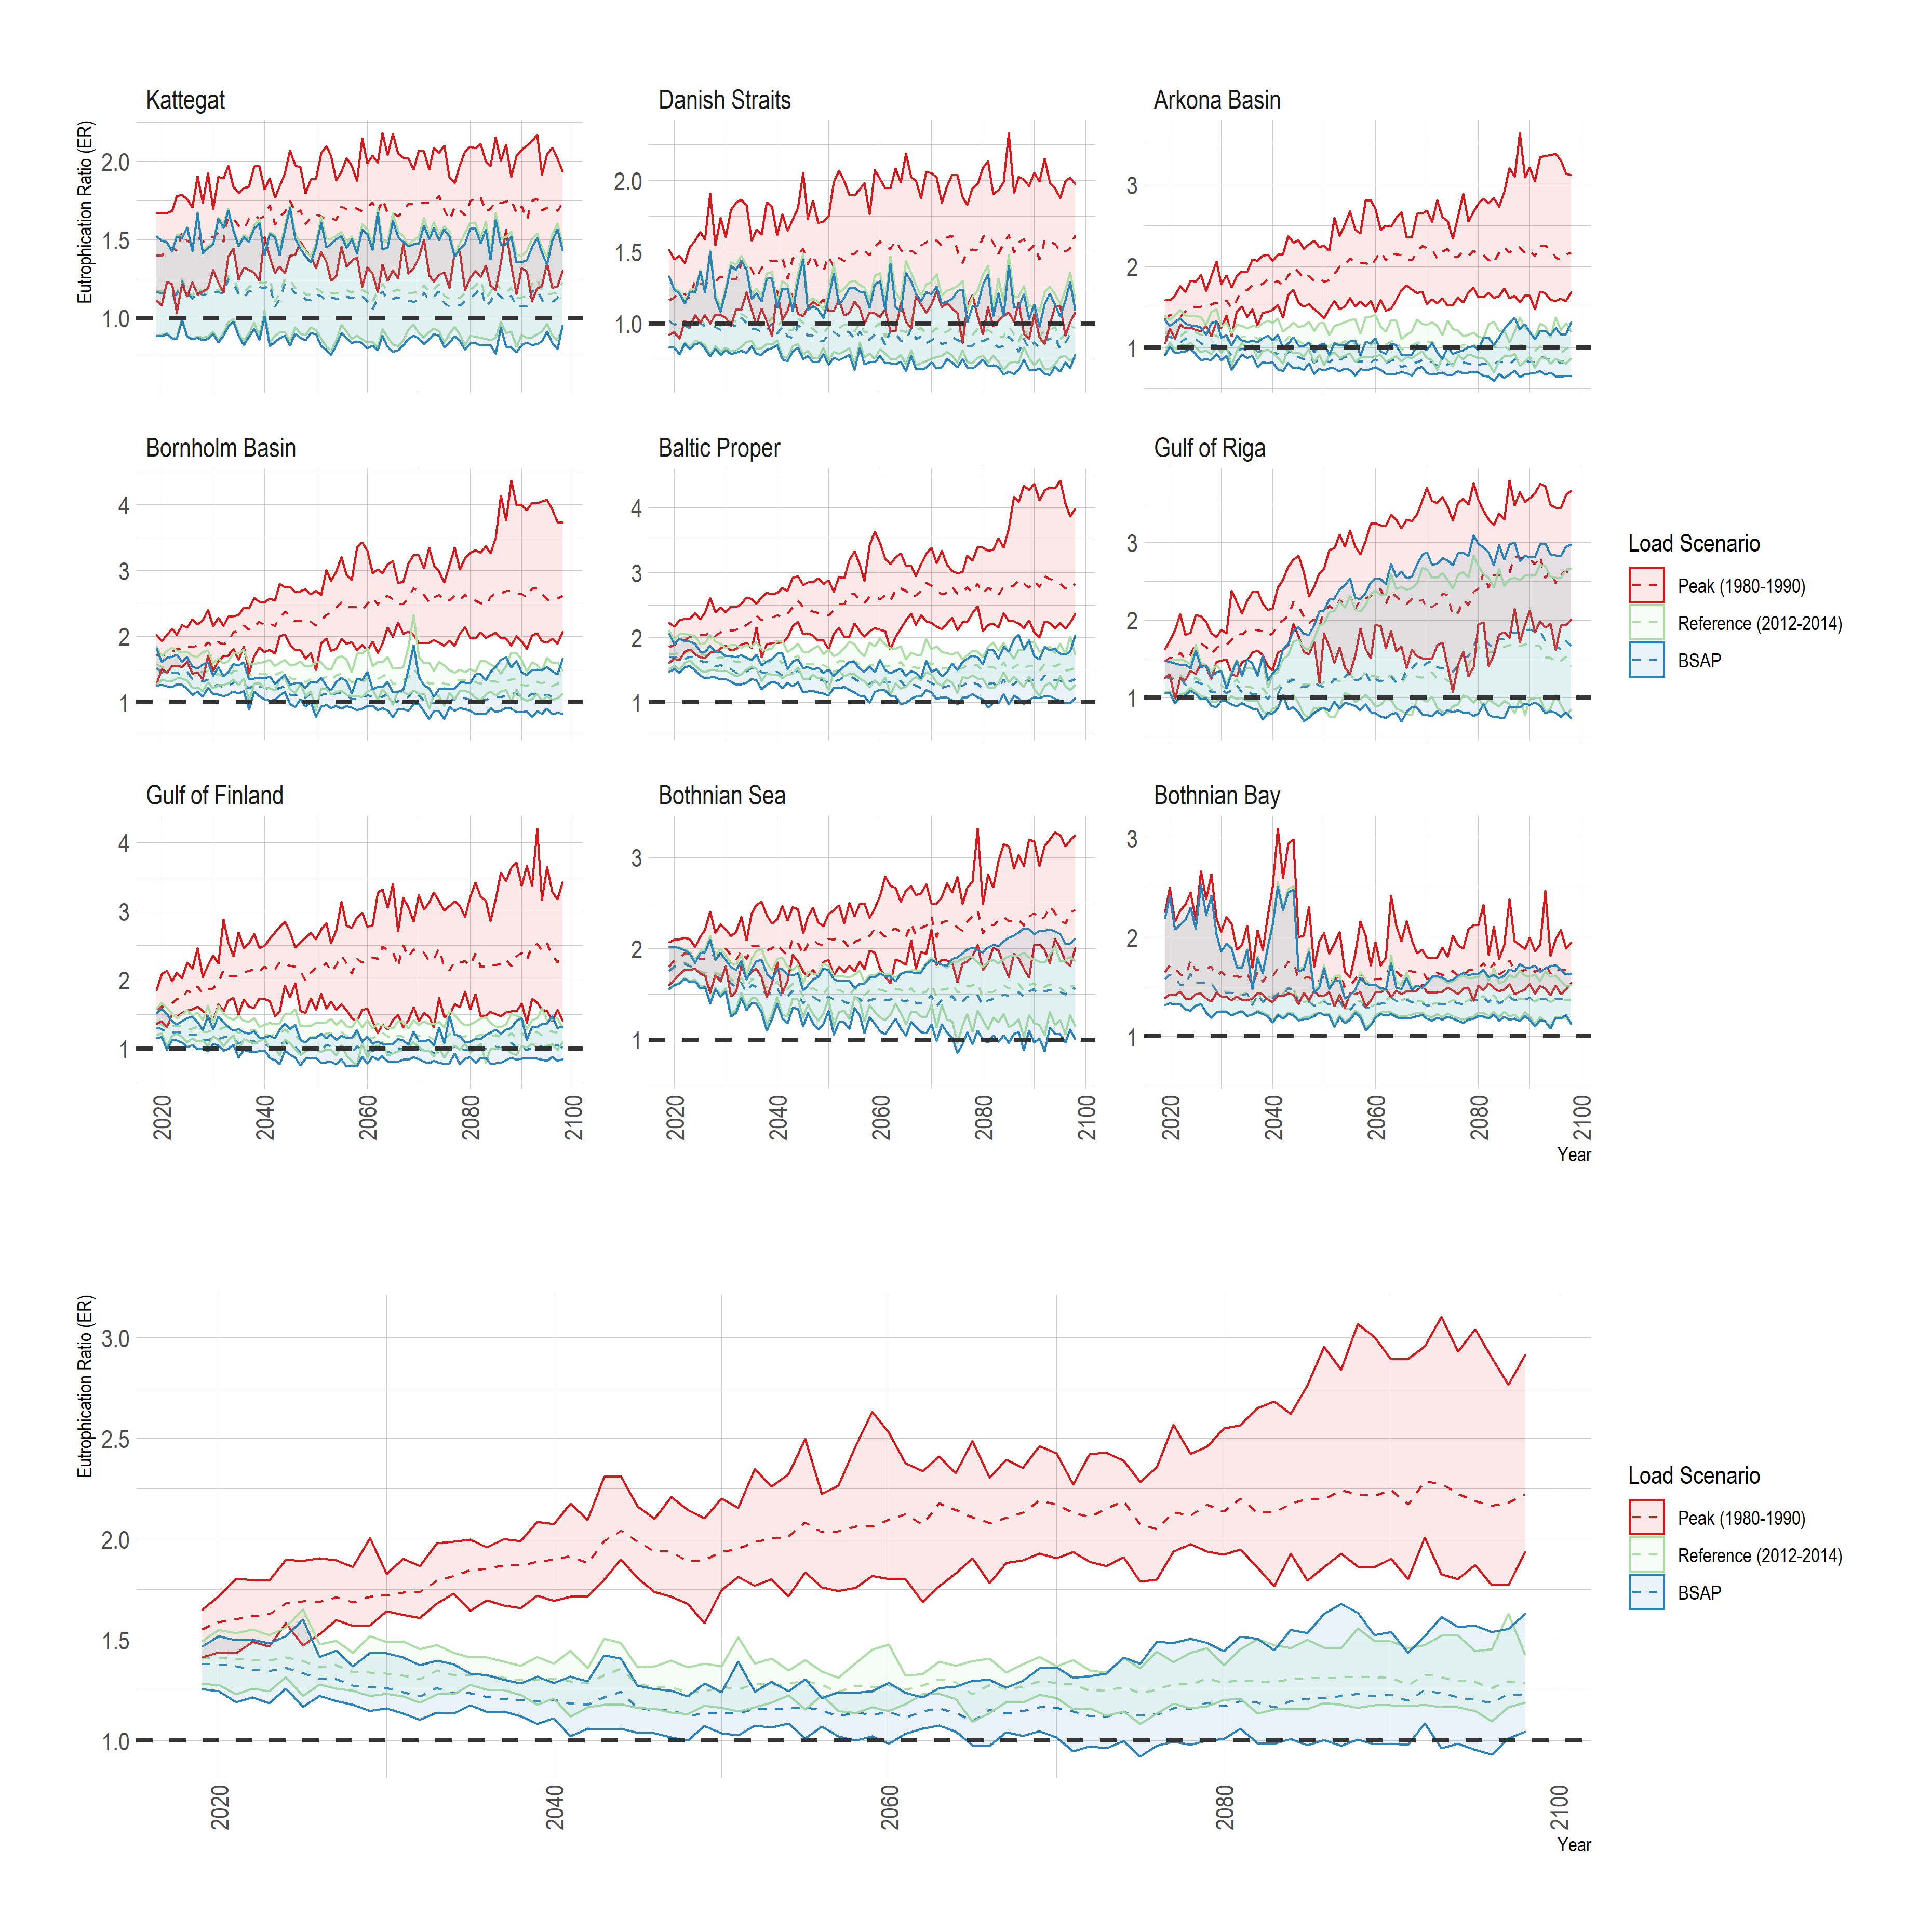 Kattegat
Danish Straits
Arkona Basin
Eutrophication Ratio (ER)
2.0
1.5
1.0
2.0
1.5
1.0
3
2
1
Bornholm Basin
Baltic Proper
Gulf of Riga
4
3
2
1
4
3
2
1
3
2
1
Load Scenario
Peak (1980-1990)
Reference (2012-2014)
BSAP
Gulf of Finland
Bothnian Sea
Bothnian Bay
4
3
2
1
3
2
1
3
2
1
2020
2040
2060
2080
2100
2020
2040
2060
2080
2100
2020
2040
2060
2080
2100
Year
Eutrophication Ratio (ER)
3.0
2.5
2.0
1.5
1.0
Load Scenario
Peak (1980-1990)
Reference (2012-2014)
BSAP
2020
2040
2060
2080
2100
Year